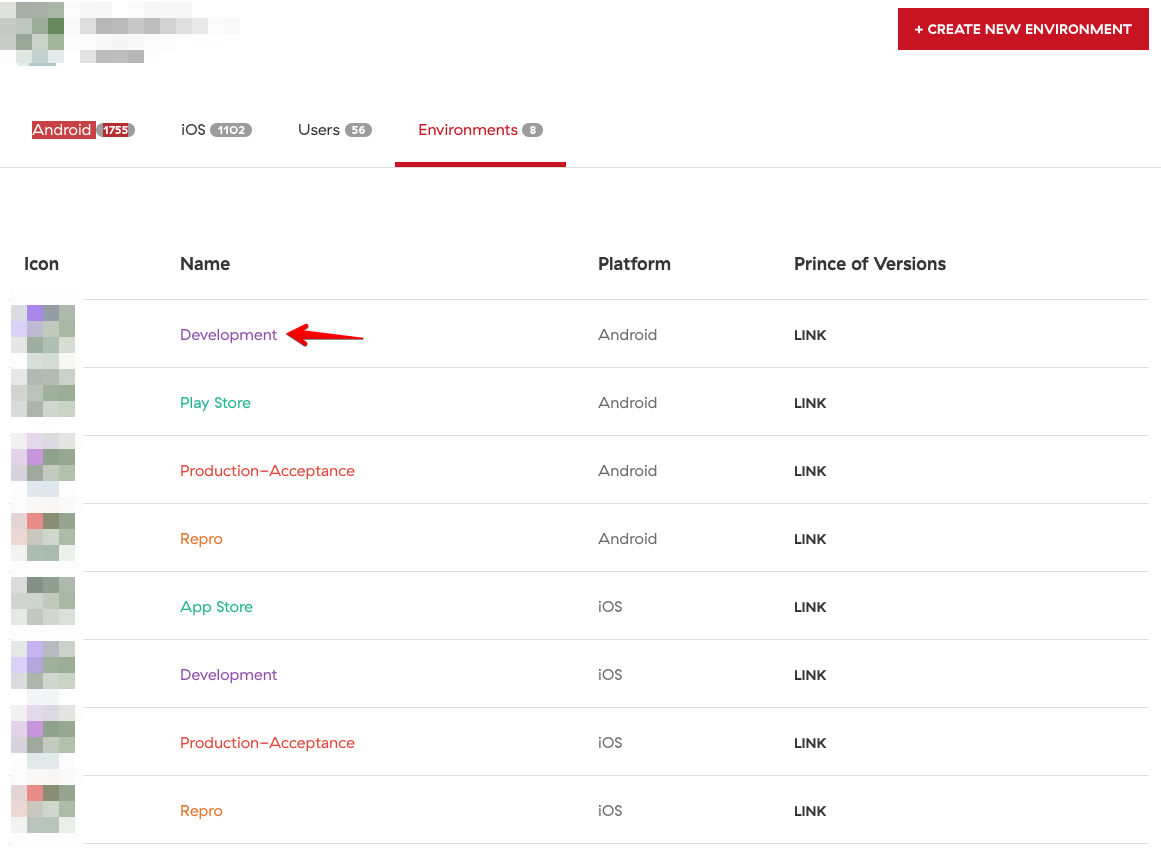 + CREATE NEW ENVIRONMENT
Android 1755 iOS 1102 Users 56 Environments 8
Icon Name Platform Prince of Versions
Development Android LINK
Play Store Android LINK
Production-Acceptance Android LINK
Repro Android LINK
App Store iOS LINK
Development iOS LINK
Production-Acceptance iOS LINK
Repro iOS LINK